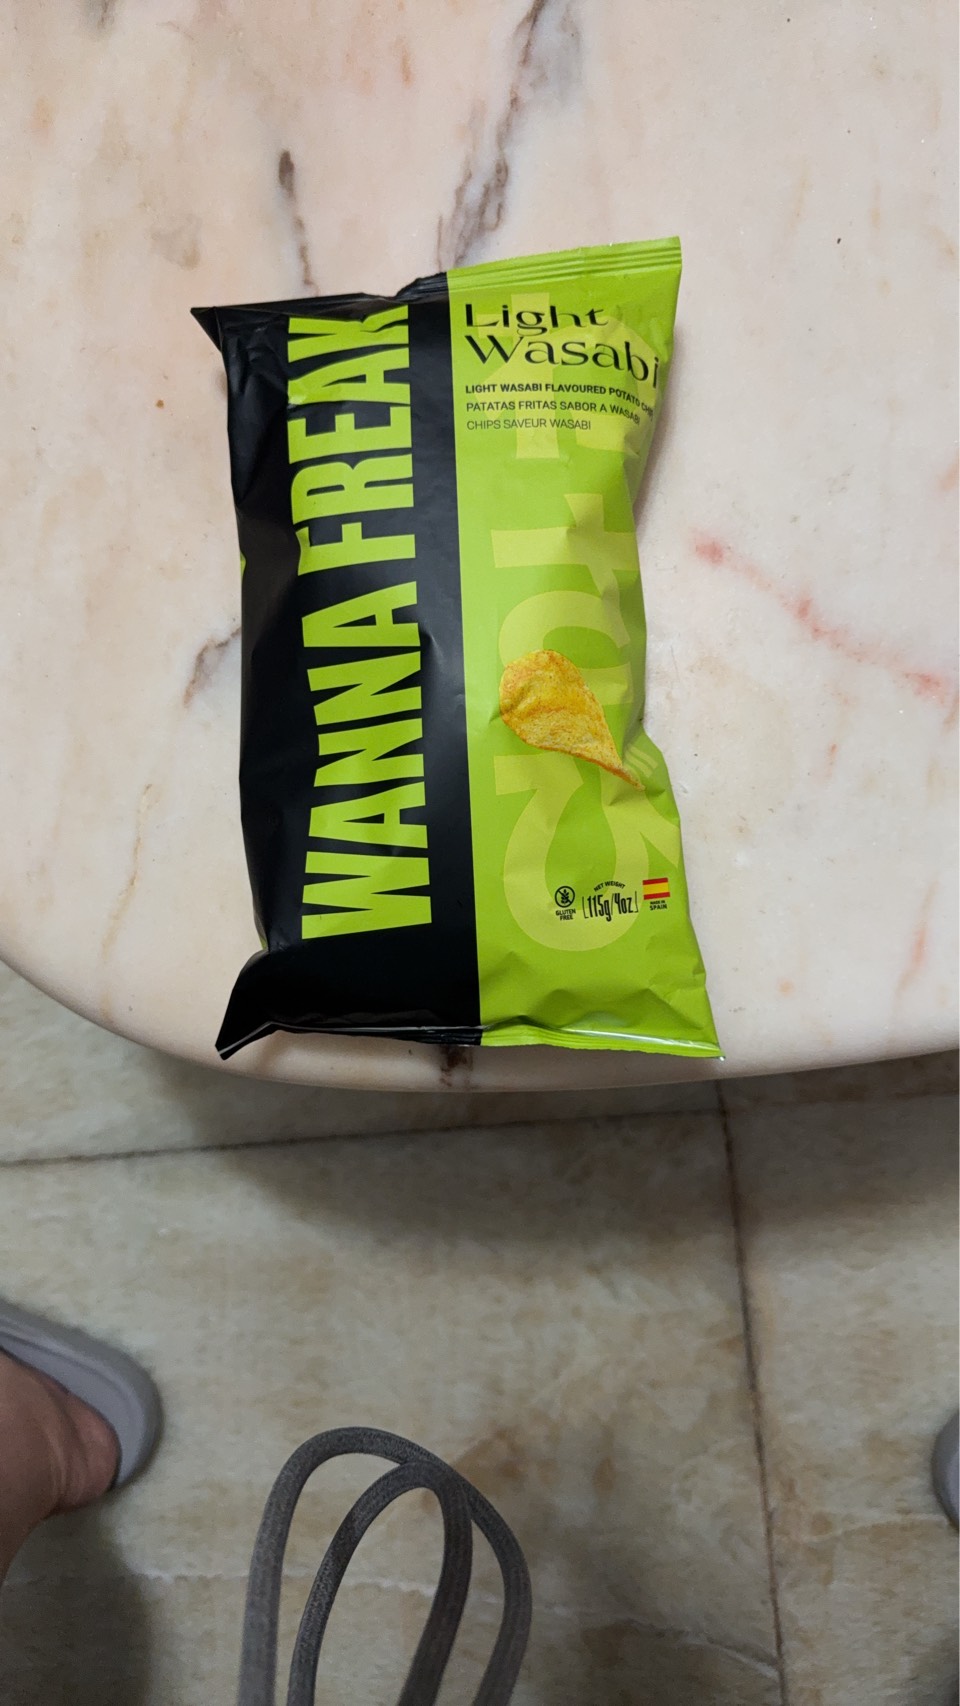 WANNA FREAK
Light
Wasabi
LIGHT WASABI FLAVOURED POTATO
PATATAS FRITAS SABOR A WASABI
CHIPS SAVEUR WASABI
GLUTEN
FREE
NET WEIGHT
115g/4oz
MADE IN
SPAIN